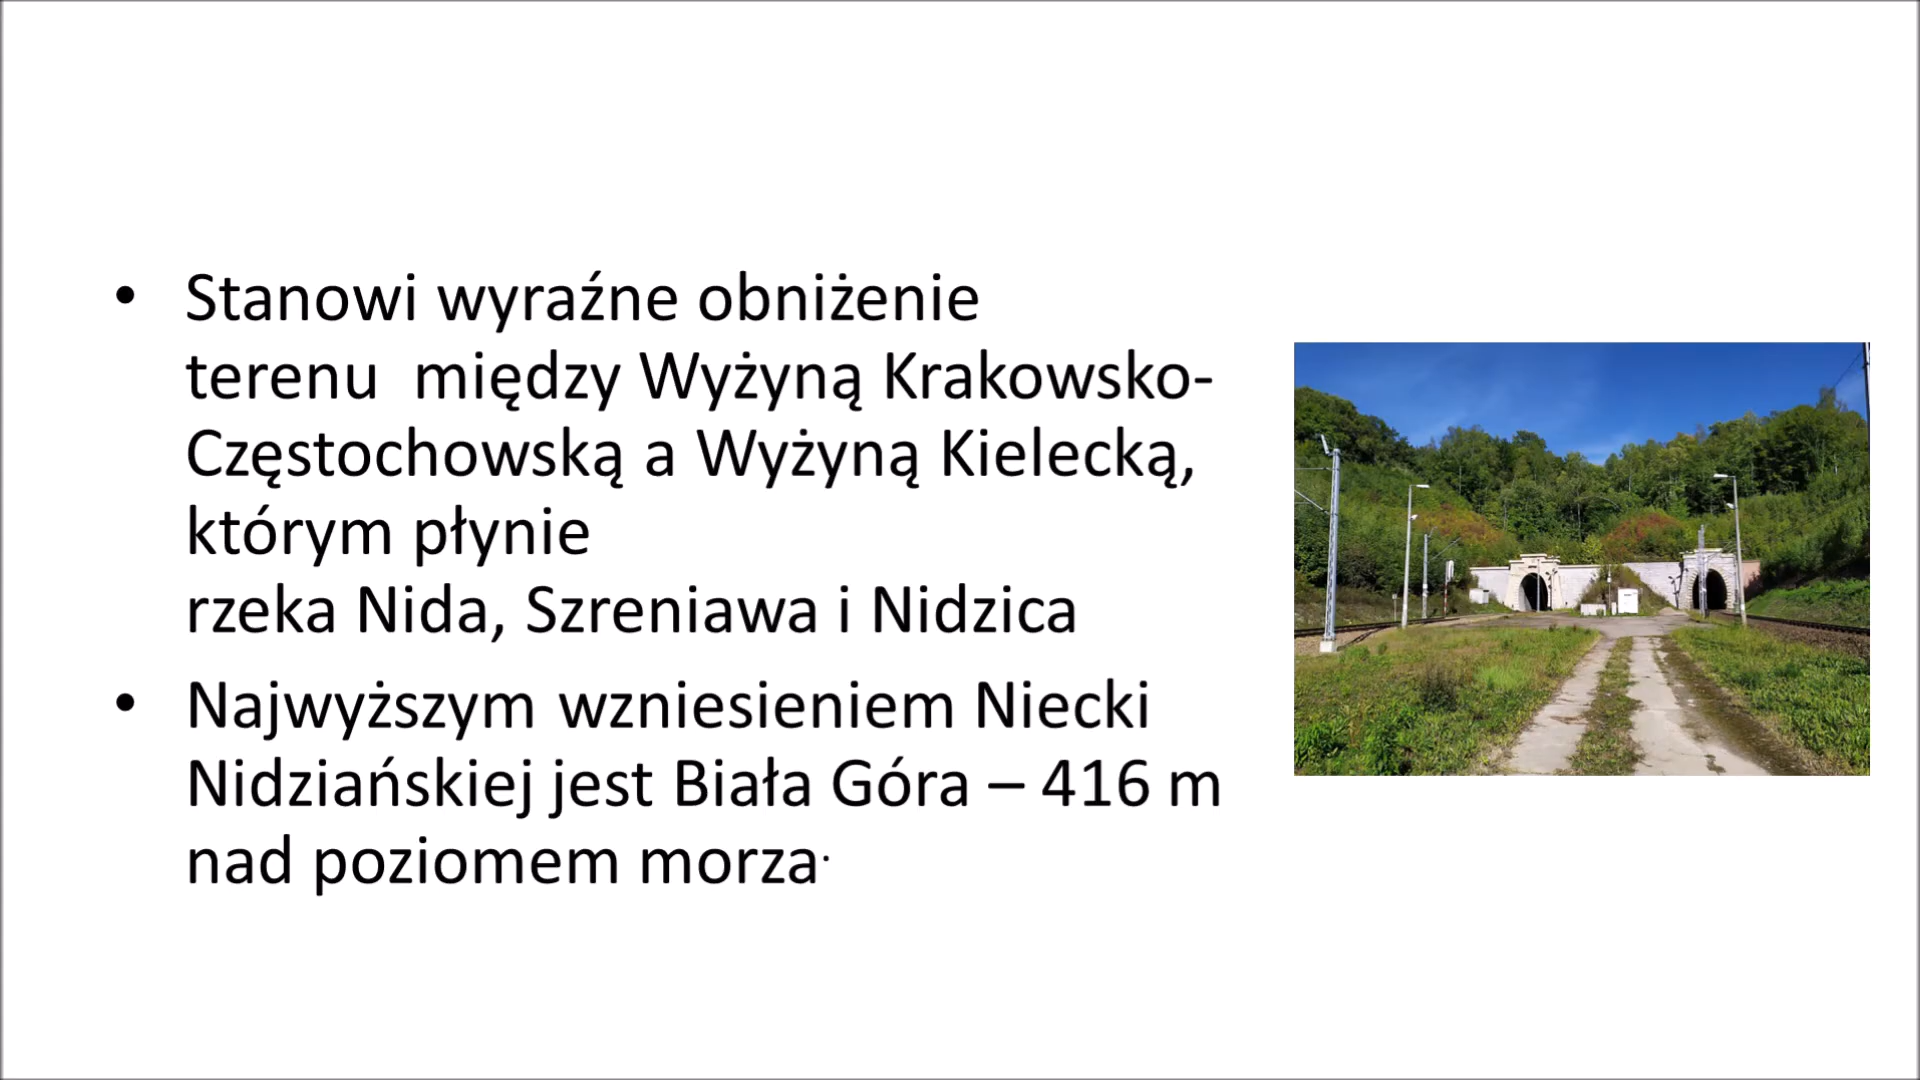 • Stanowi wyraźne obniżenie
terenu  między Wyżyną Krakowsko-
Częstochowską a Wyżyną Kielecką,
którym płynie
rzeka Nida, Szreniawa i Nidzica
• Najwyższym wzniesieniem Niecki
Nidziańskiej jest Biała Góra – 416 m
nad poziomem morza.